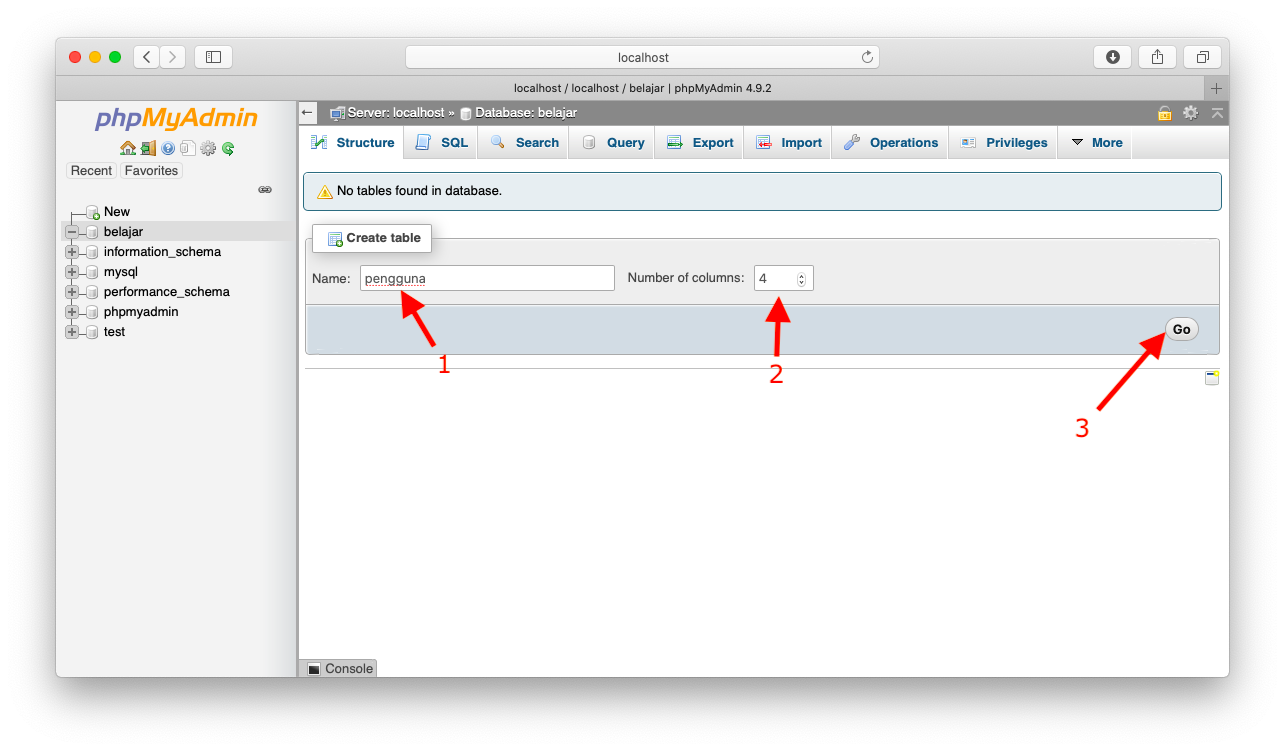 localhost
localhost / localhost / belajar | phpMyAdmin 4.9.2
phpMyAdmin
Recent Favorites
New
belajar
information_schema
mysql
performance_schema
phpmyadmin
test
Server: localhost » Database: belajar
Structure SQL Search Query Export Import Operations Privileges More
No tables found in database.
Create table
Name: pengguna Number of columns: 4
Go
1
2
3
Console